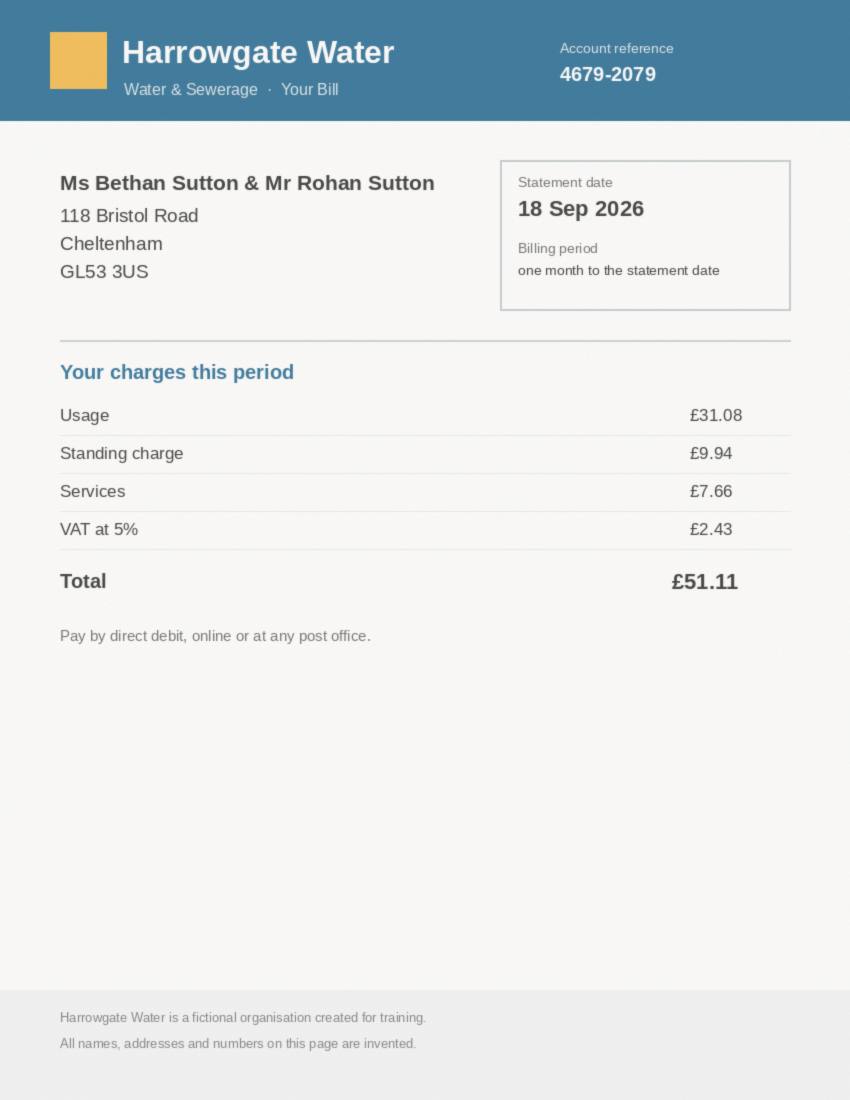 Harrowgate Water
Water & Sewerage · Your Bill
Account reference
4679-2079
Ms Bethan Sutton & Mr Rohan Sutton
118 Bristol Road
Cheltenham
GL53 3US
Statement date
18 Sep 2026
Billing period
one month to the statement date
Your charges this period
Usage £31.08
Standing charge £9.94
Services £7.66
VAT at 5% £2.43
Total £51.11
Pay by direct debit, online or at any post office.
Harrowgate Water is a fictional organisation created for training.
All names, addresses and numbers on this page are invented.